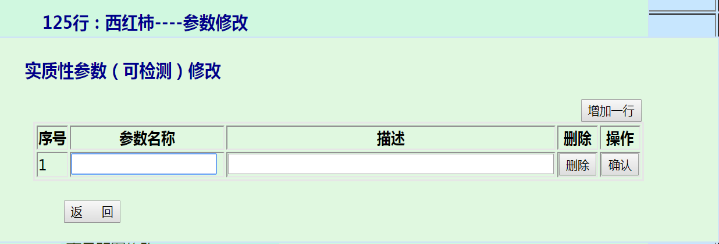 125行：西红柿----参数修改
实质性参数（可检测）修改
增加一行
序号 参数名称 描述 删除 操作
1 删除 确认
返 回